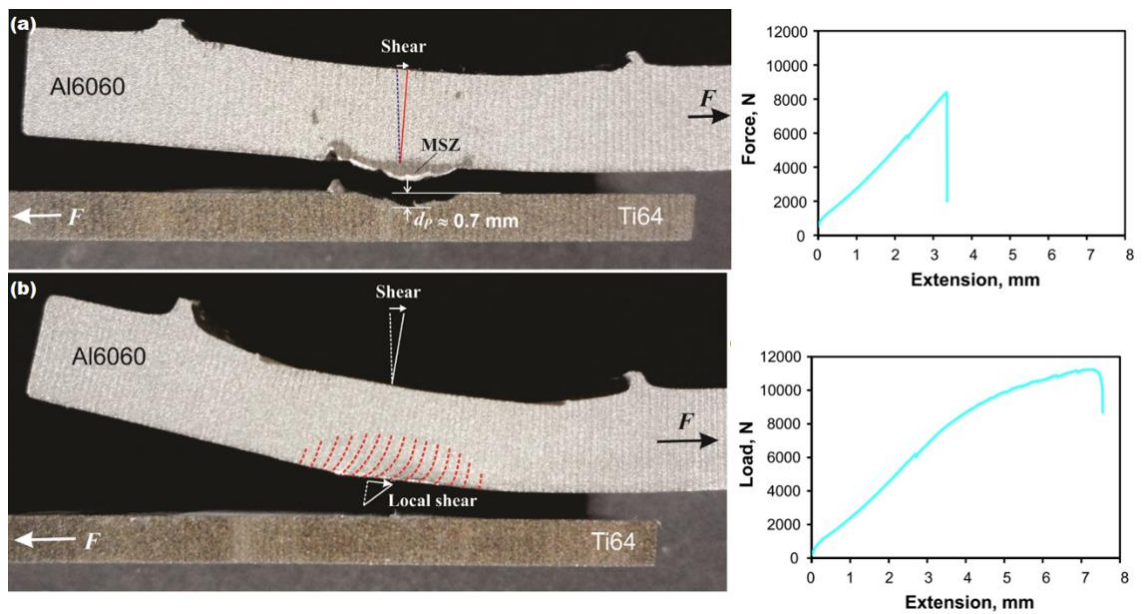 (a)
Al6060
Shear
F
MSZ
F
dP ≈ 0.7 mm
Ti64
Force, N
12000
10000
8000
6000
4000
2000
0
0 1 2 3 4 5 6 7 8
Extension, mm
(b)
Shear
Al6060
F
Local shear
F
Ti64
Load, N
12000
10000
8000
6000
4000
2000
0
0 1 2 3 4 5 6 7 8
Extension, mm